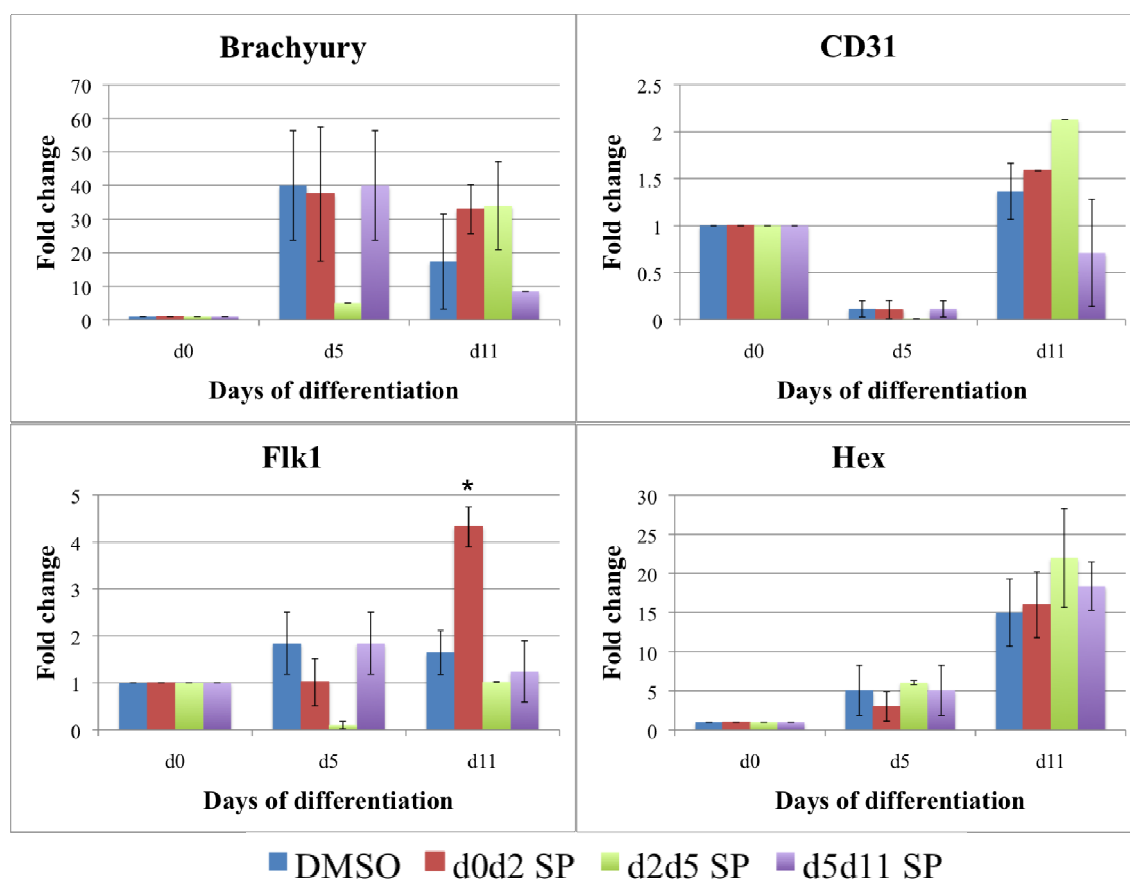 Brachyury
70
60
50
40
30
20
10
0
Fold change
d0 d5 d11
Days of differentiation
CD31
2.5
2
1.5
1
0.5
0
Fold change
d0 d5 d11
Days of differentiation
Flk1
*
5
4
3
2
1
0
Fold change
d0 d5 d11
Days of differentiation
Hex
30
25
20
15
10
5
0
Fold change
d0 d5 d11
Days of differentiation
DMSO d0d2 SP d2d5 SP d5d11 SP